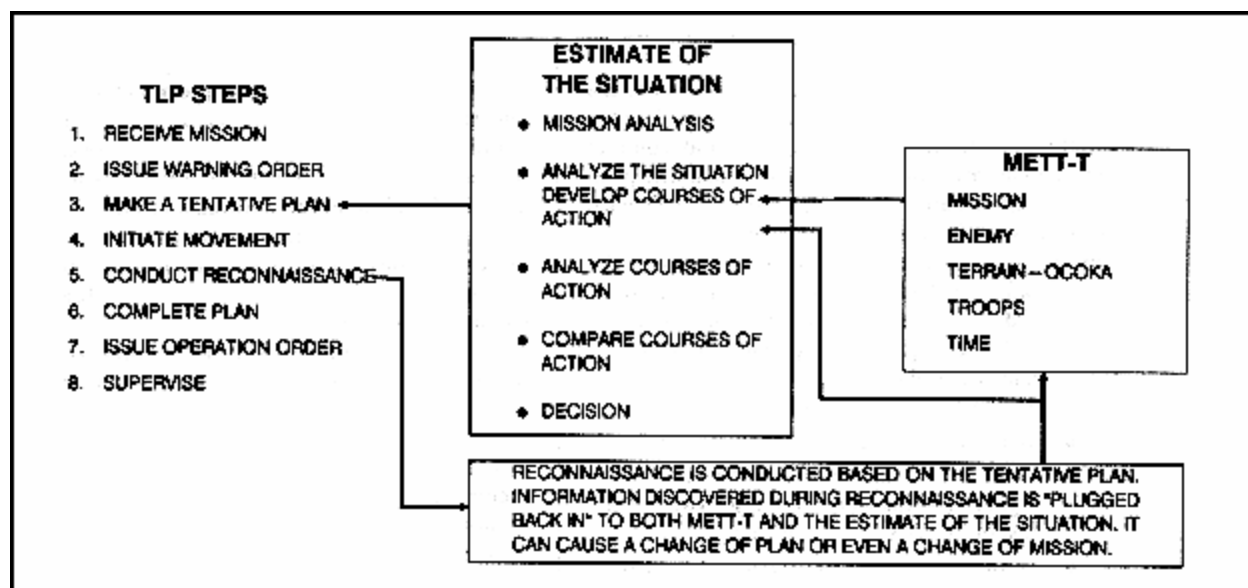 TLP STEPS
1. RECEIVE MISSION
2. ISSUE WARNING ORDER
3. MAKE A TENTATIVE PLAN
4. INITIATE MOVEMENT
5. CONDUCT RECONNAISSANCE
6. COMPLETE PLAN
7. ISSUE OPERATION ORDER
8. SUPERVISE
ESTIMATE OF
THE SITUATION
● MISSION ANALYSIS
● ANALYZE THE SITUATION
DEVELOP COURSES OF
ACTION
● ANALYZE COURSES OF
ACTION
● COMPARE COURSES OF
ACTION
● DECISION
METT-T
MISSION
ENEMY
TERRAIN – OCOKA
TROOPS
TIME
RECONNAISSANCE IS CONDUCTED BASED ON THE TENTATIVE PLAN.
INFORMATION DISCOVERED DURING RECONNAISSANCE IS "PLUGGED
BACK IN" TO BOTH METT-T AND THE ESTIMATE OF THE SITUATION. IT
CAN CAUSE A CHANGE OF PLAN OR EVEN A CHANGE OF MISSION.